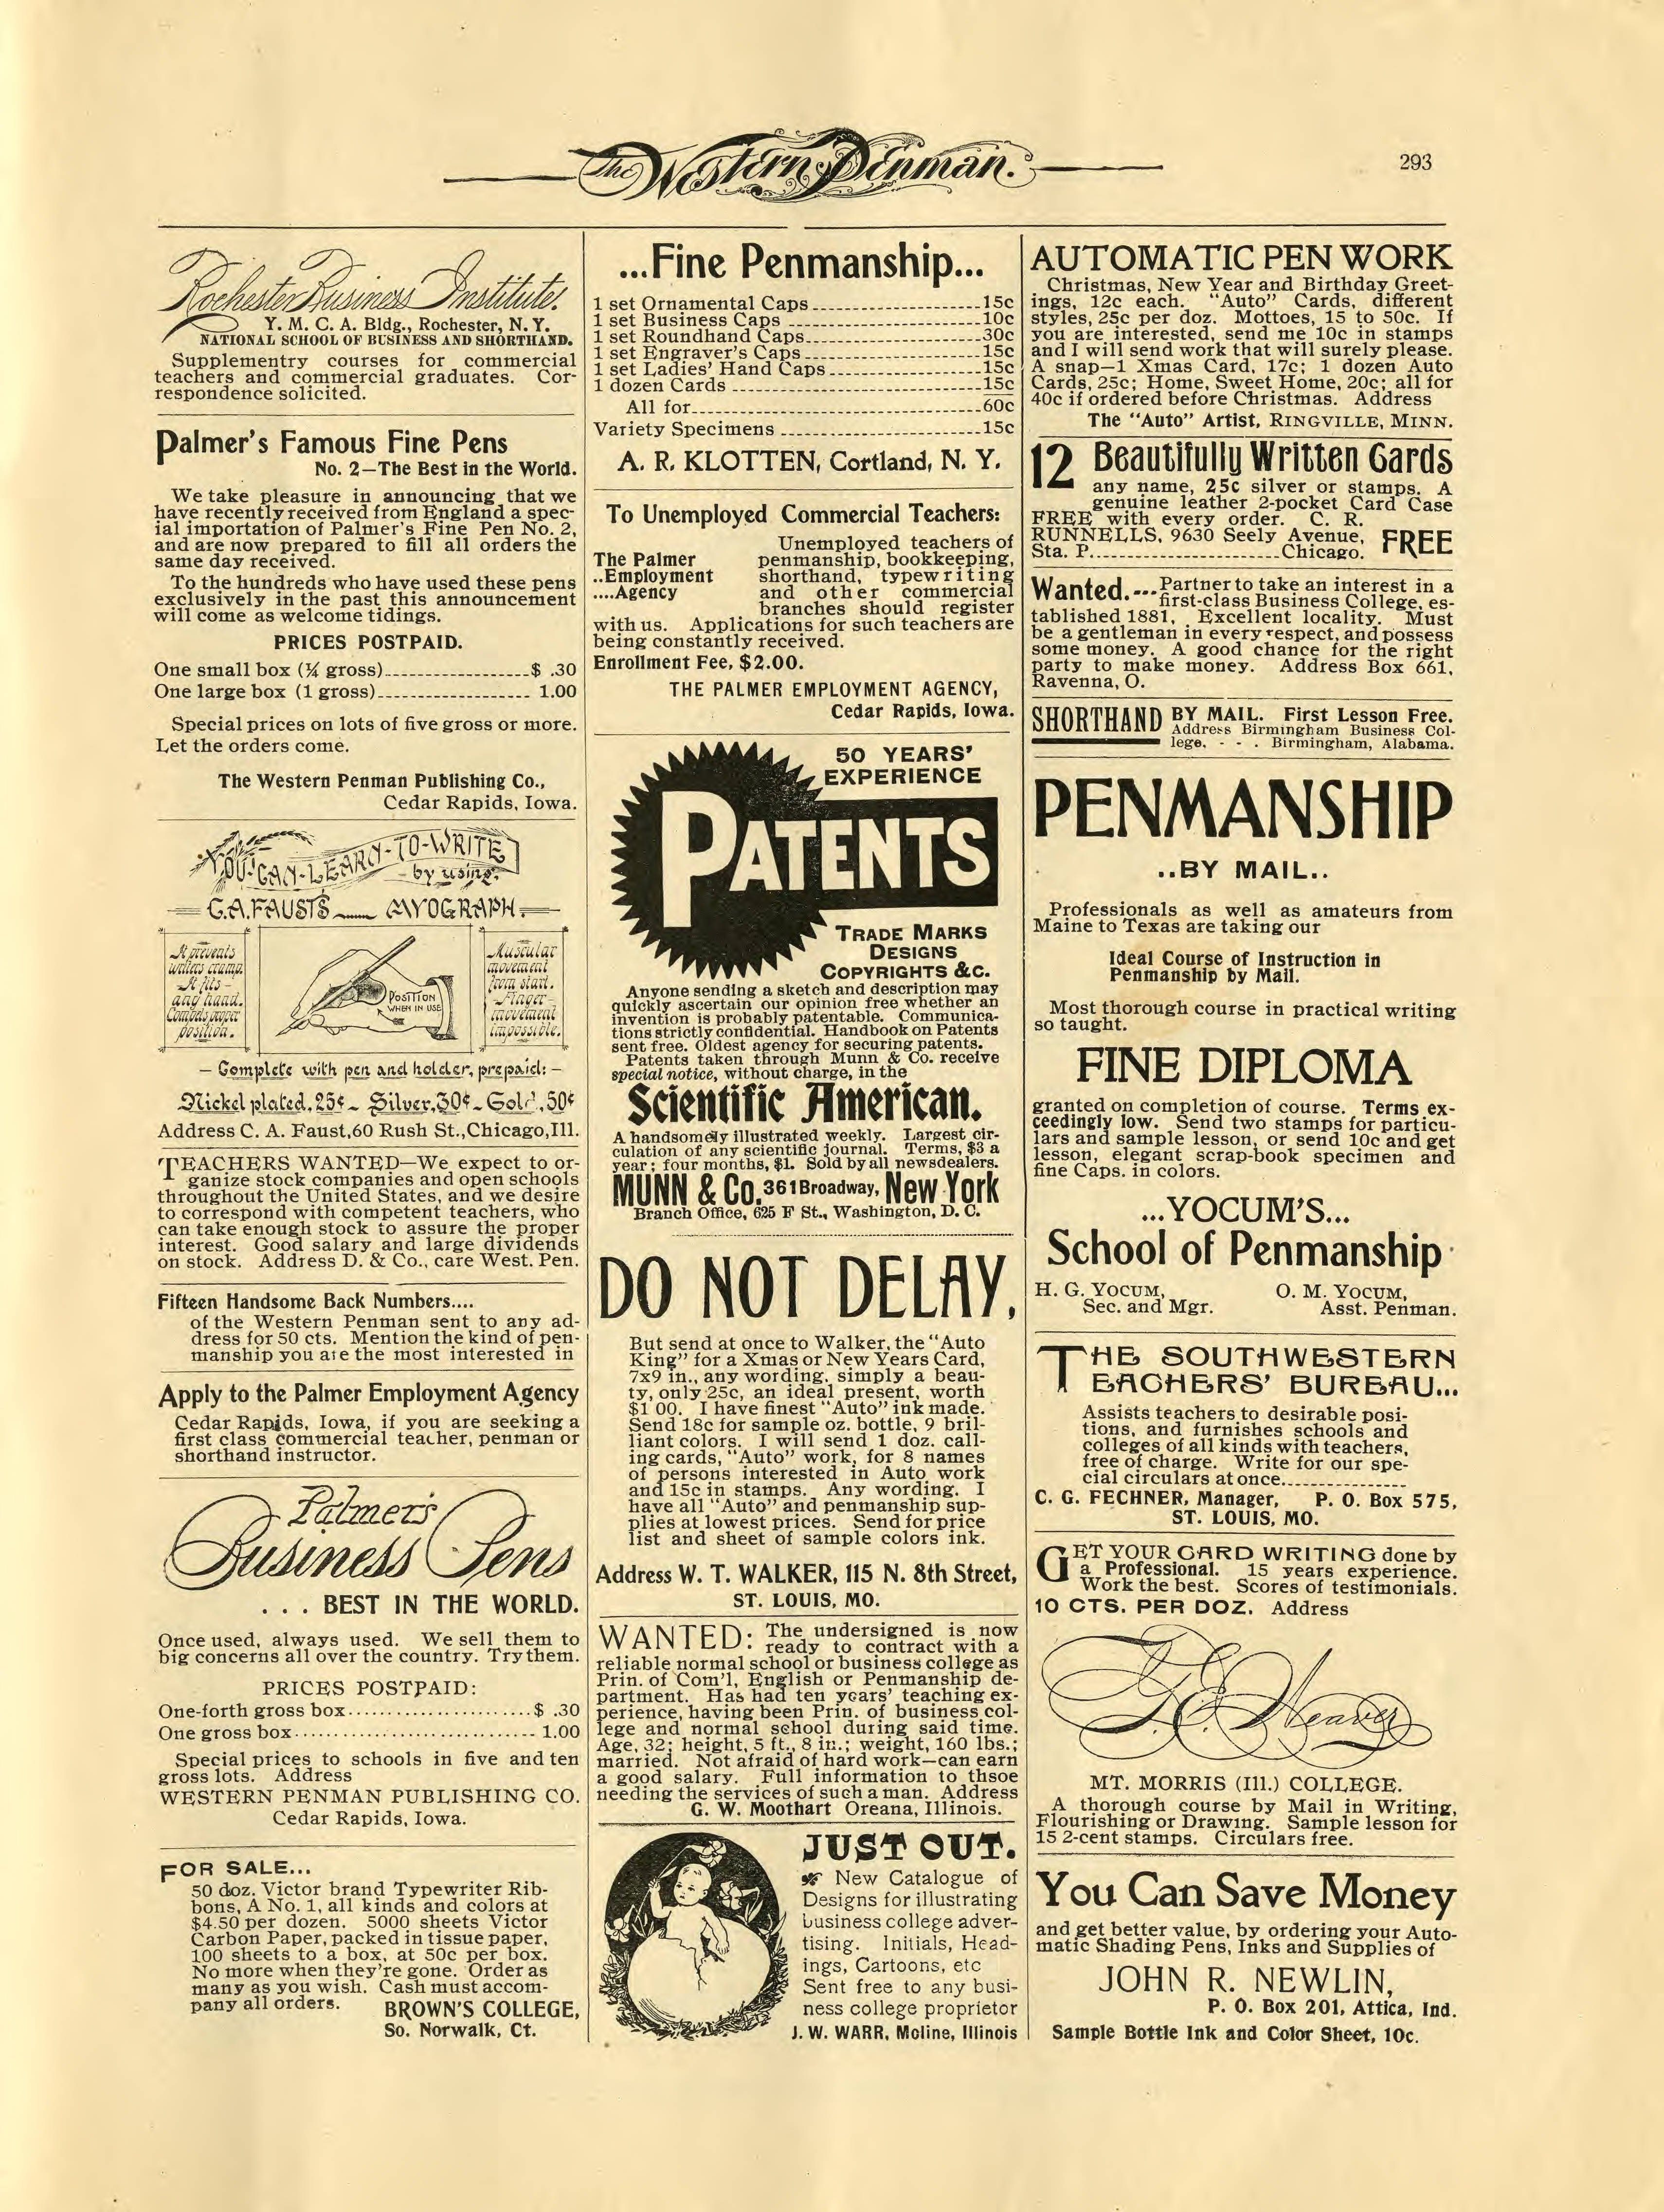 The Western Penman.
293
Rochester Business Institute.
Y. M. C. A. Bldg., Rochester, N. Y.
NATIONAL SCHOOL OF BUSINESS AND SHORTHAND.
Supplementry courses for commercial
teachers and commercial graduates. Cor-
respondence solicited.
Palmer's Famous Fine Pens
No. 2—The Best in the World.
We take pleasure in announcing that we
have recently received from England a spec-
ial importation of Palmer's Fine Pen No. 2,
and are now prepared to fill all orders the
same day received.
To the hundreds who have used these pens
exclusively in the past this announcement
will come as welcome tidings.
PRICES POSTPAID.
One small box (¼ gross)------------------$ .30
One large box (1 gross)------------------- 1.00
Special prices on lots of five gross or more.
Let the orders come.
The Western Penman Publishing Co.,
Cedar Rapids, Iowa.
YOU-CAN-LEARN-TO-WRITE
- by using.
C.A. FAUST'S MYOGRAPH.
It prevents
writers cramp.
It fits -
any hand.
Compels proper
position.
POSITION
WHEN IN USE
Muscular
movement
from start.
- Finger -
movement
impossible.
- Complete with pen and holder, prepaid: -
Nickel plated, 25¢ - Silver, 30¢ - Gold, 50¢
Address C. A. Faust, 60 Rush St., Chicago, Ill.
TEACHERS WANTED—We expect to or-
ganize stock companies and open schools
throughout the United States, and we desire
to correspond with competent teachers, who
can take enough stock to assure the proper
interest. Good salary and large dividends
on stock. Address D. & Co., care West. Pen.
Fifteen Handsome Back Numbers....
of the Western Penman sent to any ad-
dress for 50 cts. Mention the kind of pen-
manship you are the most interested in
Apply to the Palmer Employment Agency
Cedar Rapids, Iowa, if you are seeking a
first class commercial teacher, penman or
shorthand instructor.
Palmer's
Business Pens
. . . BEST IN THE WORLD.
Once used, always used. We sell them to
big concerns all over the country. Try them.
PRICES POSTPAID:
One-forth gross box........................$ .30
One gross box................................ 1.00
Special prices to schools in five and ten
gross lots. Address
WESTERN PENMAN PUBLISHING CO.
Cedar Rapids, Iowa.
FOR SALE...
50 doz. Victor brand Typewriter Rib-
bons, A No. 1, all kinds and colors at
$4.50 per dozen. 5000 sheets Victor
Carbon Paper, packed in tissue paper,
100 sheets to a box, at 50c per box.
No more when they're gone. Order as
many as you wish. Cash must accom-
pany all orders.
BROWN'S COLLEGE,
So. Norwalk, Ct.
...Fine Penmanship...
1 set Ornamental Caps----------------------15c
1 set Business Caps -------------------------10c
1 set Roundhand Caps-----------------------30c
1 set Engraver's Caps-----------------------15c
1 set Ladies' Hand Caps--------------------15c
1 dozen Cards --------------------------------15c
All for-------------------------------------60c
Variety Specimens --------------------------15c
A. R. KLOTTEN, Cortland, N. Y.
To Unemployed Commercial Teachers:
The Palmer
..Employment
....Agency
Unemployed teachers of
penmanship, bookkeeping,
shorthand, typewriting
and other commercial
branches should register
with us. Applications for such teachers are
being constantly received.
Enrollment Fee, $2.00.
THE PALMER EMPLOYMENT AGENCY,
Cedar Rapids, Iowa.
50 YEARS'
EXPERIENCE
PATENTS
TRADE MARKS
DESIGNS
COPYRIGHTS &C.
Anyone sending a sketch and description may
quickly ascertain our opinion free whether an
invention is probably patentable. Communica-
tions strictly confidential. Handbook on Patents
sent free. Oldest agency for securing patents.
Patents taken through Munn & Co. receive
special notice, without charge, in the
Scientific American.
A handsomely illustrated weekly. Largest cir-
culation of any scientific journal. Terms, $3 a
year; four months, $1. Sold by all newsdealers.
MUNN & Co. 361 Broadway, New York
Branch Office, 625 F St., Washington, D. C.
DO NOT DELAY,
But send at once to Walker, the "Auto
King" for a Xmas or New Years Card,
7x9 in., any wording, simply a beau-
ty, only 25c, an ideal present, worth
$1 00. I have finest "Auto" ink made.
Send 18c for sample oz. bottle, 9 bril-
liant colors. I will send 1 doz. call-
ing cards, "Auto" work, for 8 names
of persons interested in Auto work
and 15c in stamps. Any wording. I
have all "Auto" and penmanship sup-
plies at lowest prices. Send for price
list and sheet of sample colors ink.
Address W. T. WALKER, 115 N. 8th Street,
ST. LOUIS, MO.
WANTED: The undersigned is now
ready to contract with a
reliable normal school or business college as
Prin. of Com'l, English or Penmanship de-
partment. Has had ten years' teaching ex-
perience, having been Prin. of business col-
lege and normal school during said time.
Age, 32; height, 5 ft., 8 in.; weight, 160 lbs.;
married. Not afraid of hard work—can earn
a good salary. Full information to thsoe
needing the services of such a man. Address
G. W. Moothart Oreana, Illinois.
JUST OUT.
New Catalogue of
Designs for illustrating
business college adver-
tising. Initials, Head-
ings, Cartoons, etc
Sent free to any busi-
ness college proprietor
J. W. WARR, Moline, Illinois
AUTOMATIC PEN WORK
Christmas, New Year and Birthday Greet-
ings, 12c each. "Auto" Cards, different
styles, 25c per doz. Mottoes, 15 to 50c. If
you are interested, send me 10c in stamps
and I will send work that will surely please.
A snap—1 Xmas Card, 17c; 1 dozen Auto
Cards, 25c; Home, Sweet Home, 20c; all for
40c if ordered before Christmas. Address
The "Auto" Artist, RINGVILLE, MINN.
12 Beautifully Written Cards
any name, 25c silver or stamps. A
genuine leather 2-pocket Card Case
FREE with every order. C. R.
RUNNELLS, 9630 Seely Avenue,
Sta. P.------------------------Chicago.
FREE
Wanted.--- Partner to take an interest in a
first-class Business College, es-
tablished 1881, Excellent locality. Must
be a gentleman in every respect, and possess
some money. A good chance for the right
party to make money. Address Box 661,
Ravenna, O.
SHORTHAND BY MAIL. First Lesson Free.
Address Birmingham Business Col-
lege, - - . Birmingham, Alabama.
PENMANSHIP
..BY MAIL..
Professionals as well as amateurs from
Maine to Texas are taking our
Ideal Course of Instruction in
Penmanship by Mail.
Most thorough course in practical writing
so taught.
FINE DIPLOMA
granted on completion of course. Terms ex-
ceedingly low. Send two stamps for particu-
lars and sample lesson, or send 10c and get
lesson, elegant scrap-book specimen and
fine Caps. in colors.
...YOCUM'S...
School of Penmanship
H. G. YOCUM,
Sec. and Mgr.
O. M. YOCUM,
Asst. Penman.
THE SOUTHWESTERN
TEACHERS' BUREAU...
Assists teachers to desirable posi-
tions, and furnishes schools and
colleges of all kinds with teachers,
free of charge. Write for our spe-
cial circulars at once................
C. G. FECHNER, Manager, P. O. Box 575,
ST. LOUIS, MO.
GET YOUR CARD WRITING done by
a Professional. 15 years experience.
Work the best. Scores of testimonials.
10 CTS. PER DOZ. Address
G. E. Weaver
MT. MORRIS (Ill.) COLLEGE.
A thorough course by Mail in Writing,
Flourishing or Drawing. Sample lesson for
15 2-cent stamps. Circulars free.
You Can Save Money
and get better value, by ordering your Auto-
matic Shading Pens, Inks and Supplies of
JOHN R. NEWLIN,
P. O. Box 201, Attica, Ind.
Sample Bottle Ink and Color Sheet, 10c.